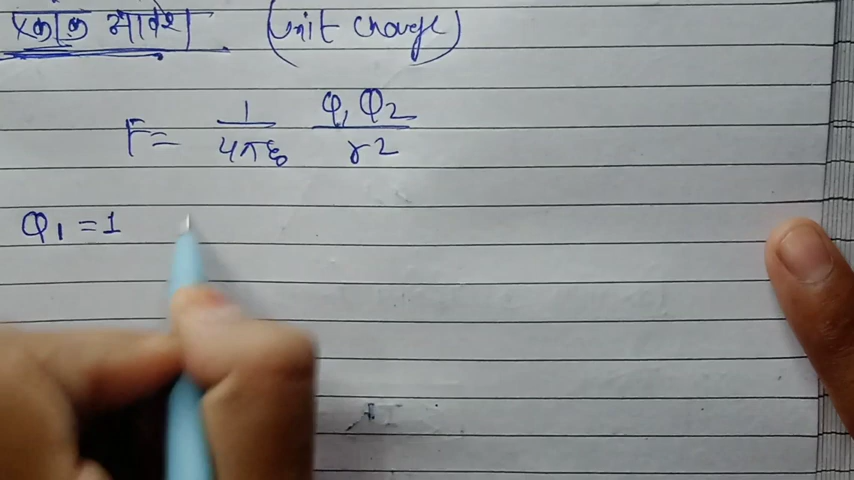 एकांक आवेश (Unit Charge)
F = 1/4πε₀ Q₁Q₂/r²
Q₁ = 1